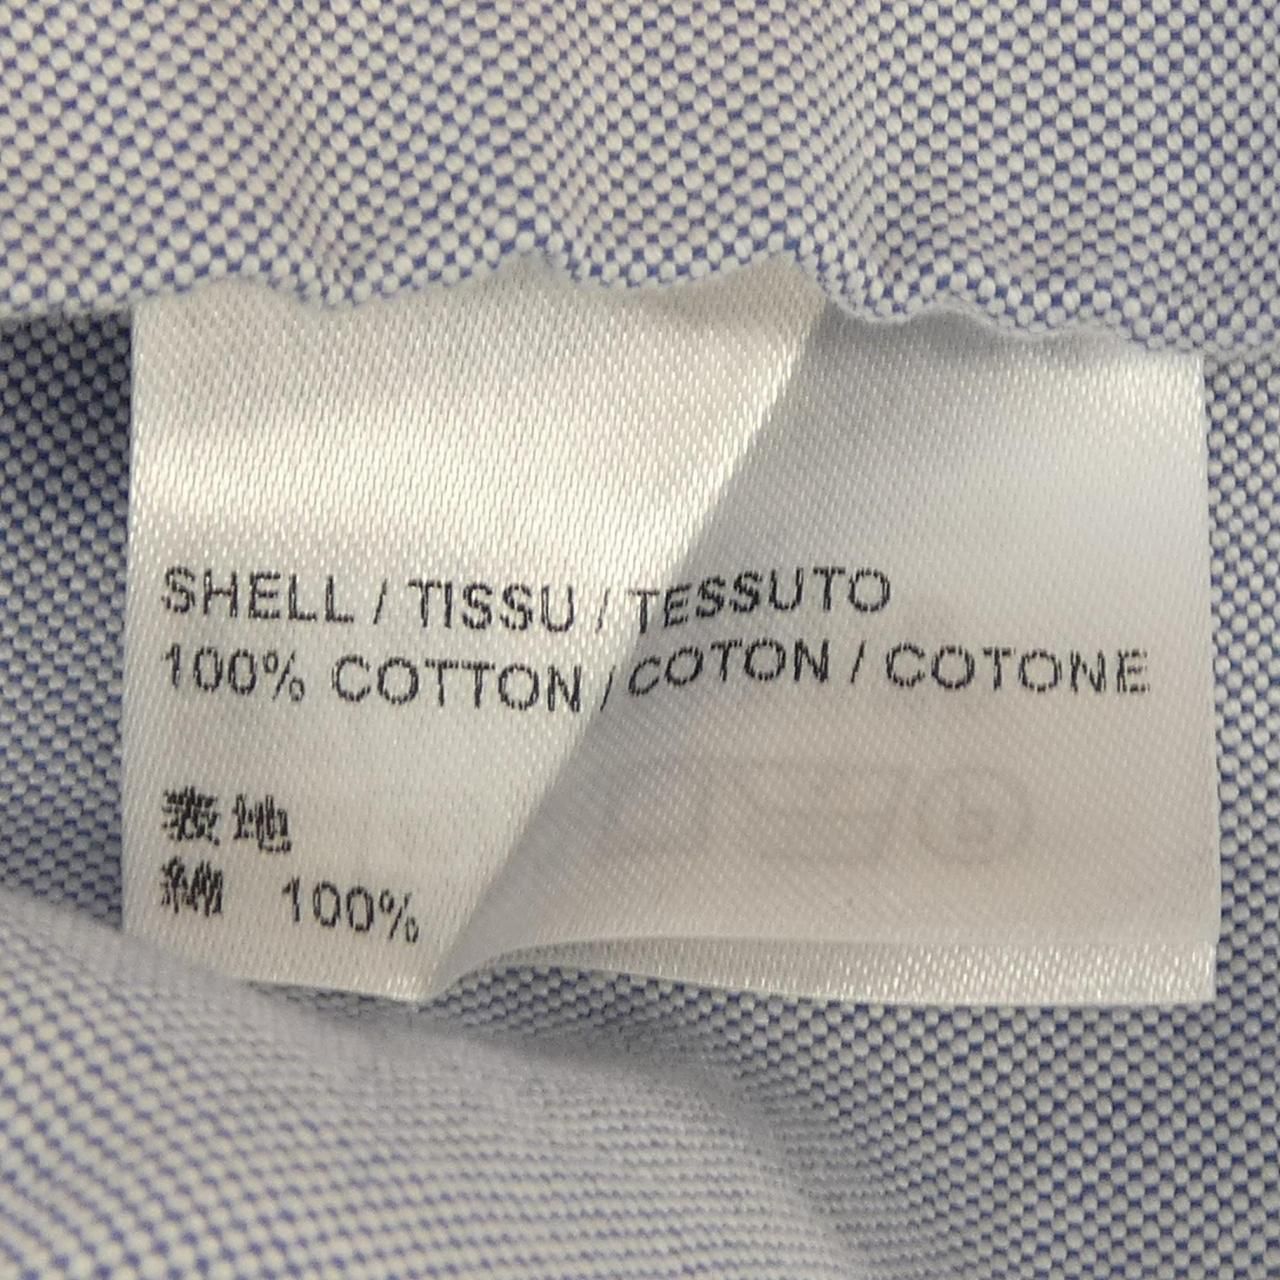 SHELL / TISSU / TESSUTO
100% COTTON / COTON / COTONE
表地
綿 100%